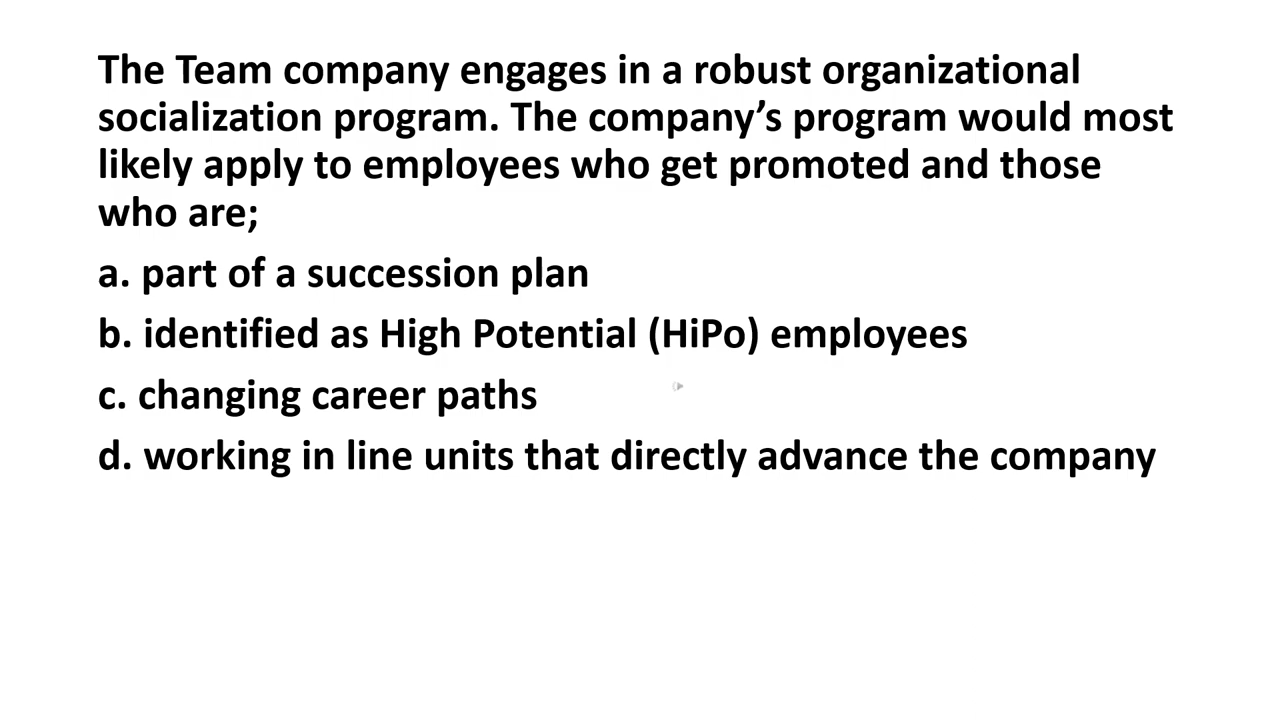 The Team company engages in a robust organizational
socialization program. The company’s program would most
likely apply to employees who get promoted and those
who are;
a. part of a succession plan
b. identified as High Potential (HiPo) employees
c. changing career paths
d. working in line units that directly advance the company